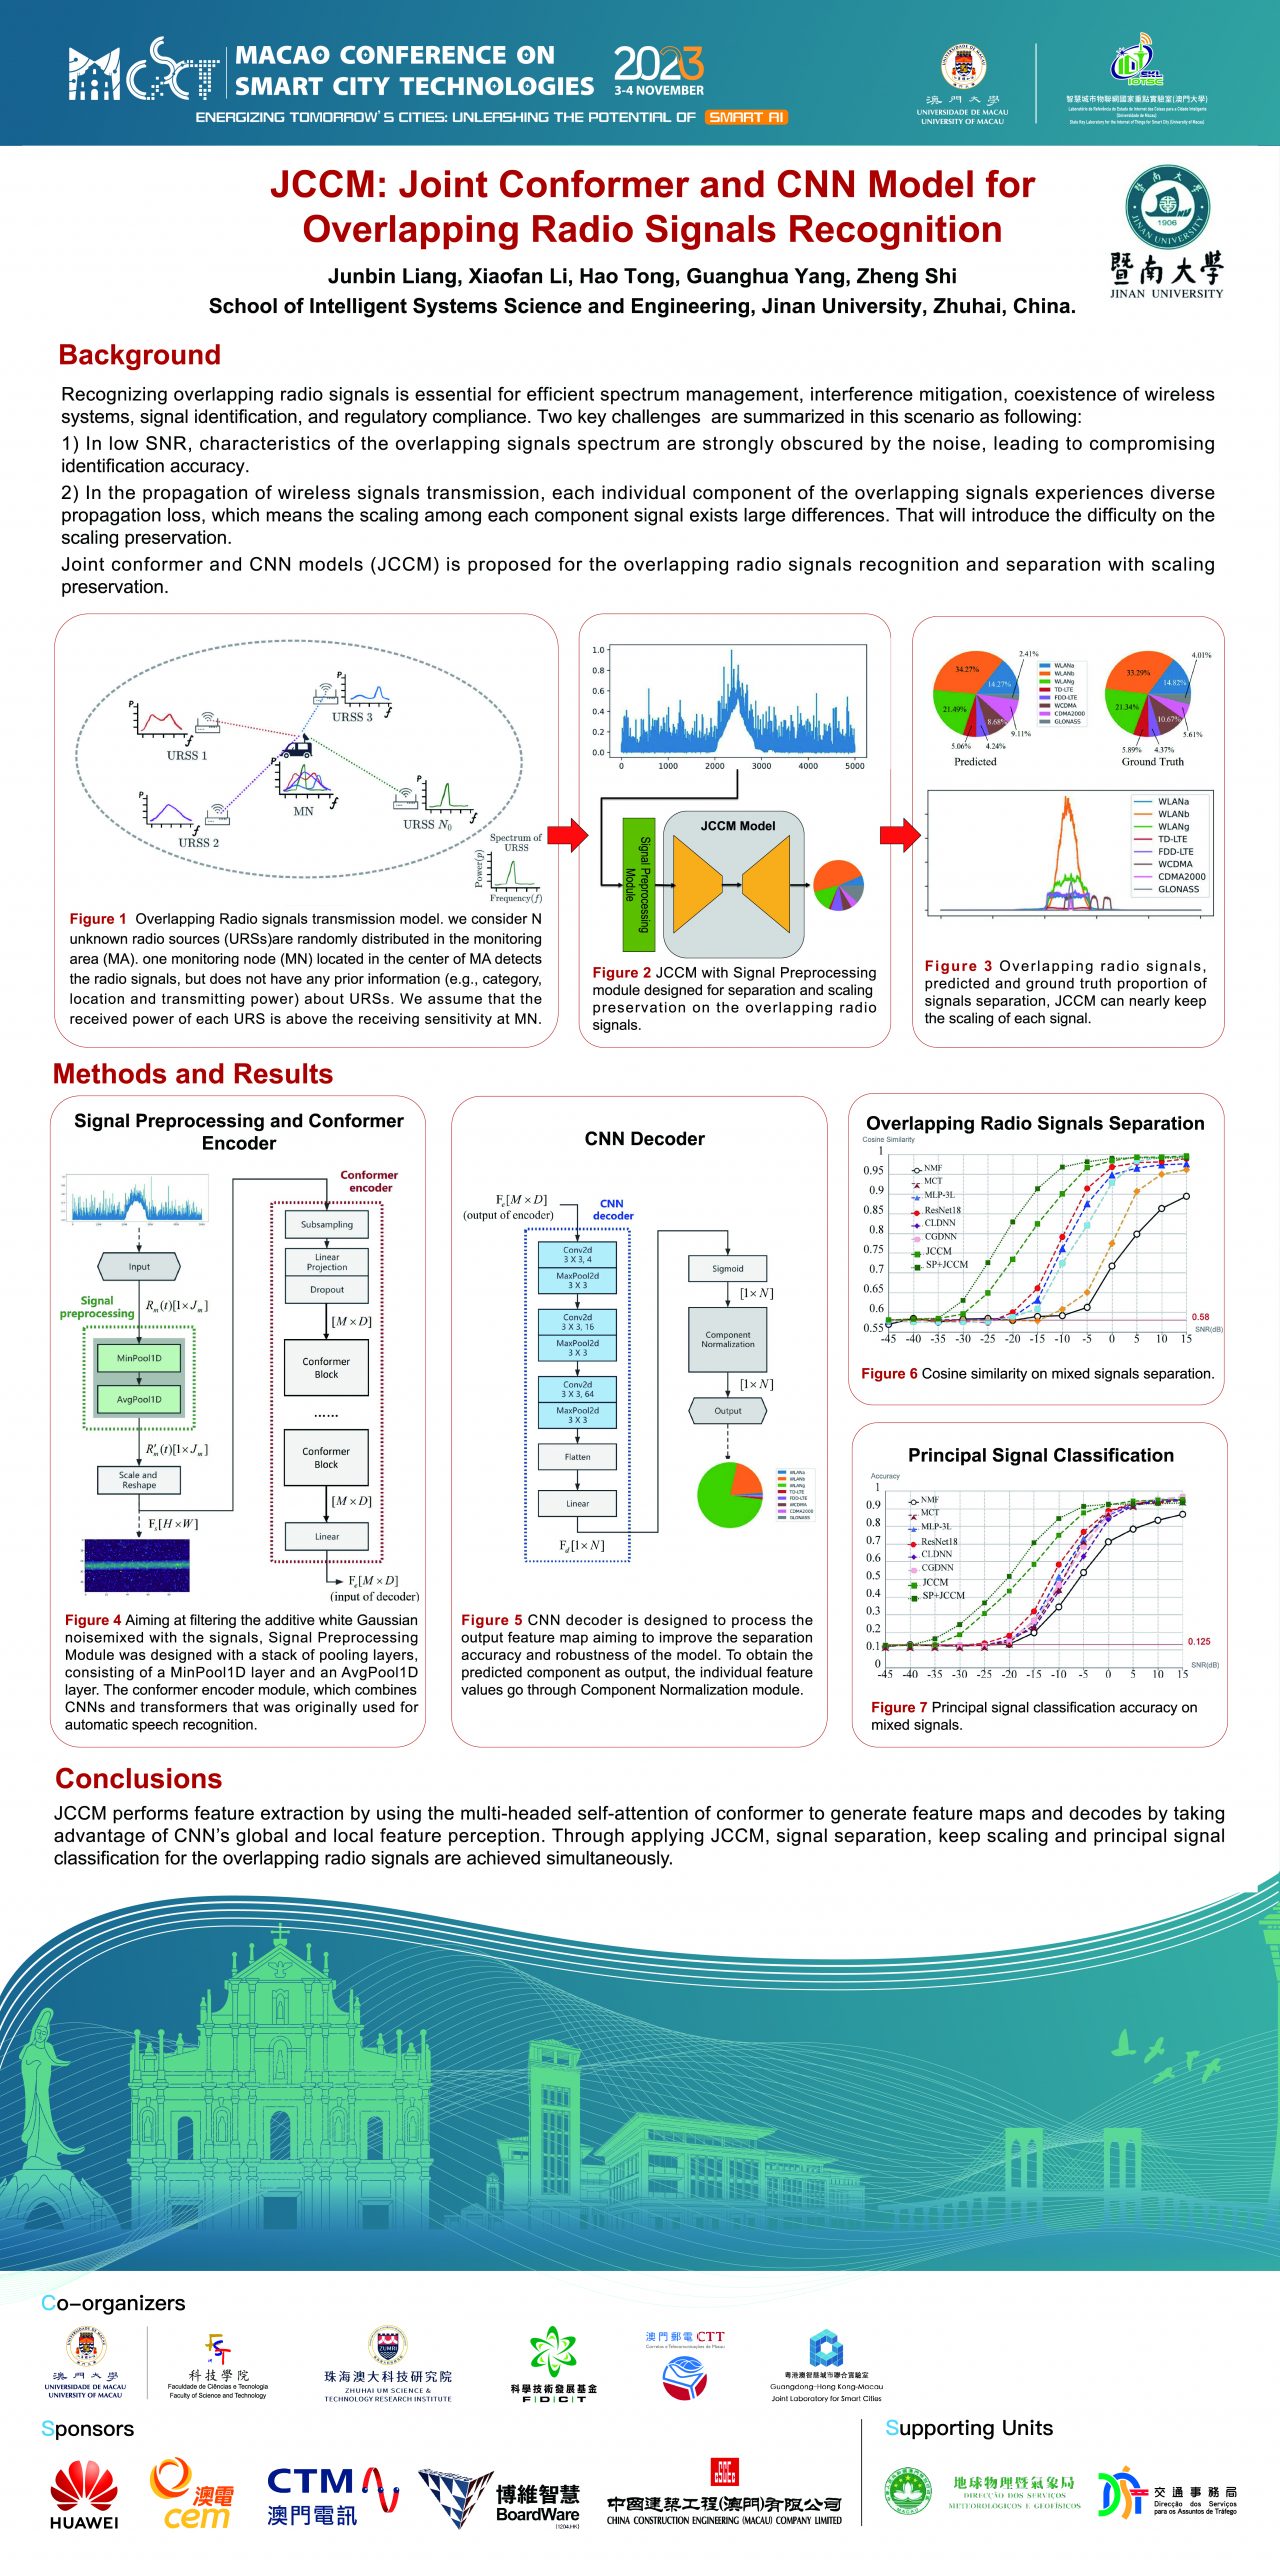 MACAO CONFERENCE ON
SMART CITY TECHNOLOGIES
2023
3-4 NOVEMBER
ENERGIZING TOMORROW'S CITIES: UNLEASHING THE POTENTIAL OF SMART AI
澳門大學
UNIVERSIDADE DE MACAU
UNIVERSITY OF MACAU
智慧城市物聯網國家重點實驗室(澳門大學)
State Key Laboratory for the Internet of Things for Smart City (University of Macau)
JCCM: Joint Conformer and CNN Model for
Overlapping Radio Signals Recognition
暨南大學
JINAN UNIVERSITY
1906
Junbin Liang, Xiaofan Li, Hao Tong, Guanghua Yang, Zheng Shi
School of Intelligent Systems Science and Engineering, Jinan University, Zhuhai, China.
Background
Recognizing overlapping radio signals is essential for efficient spectrum management, interference mitigation, coexistence of wireless
systems, signal identification, and regulatory compliance. Two key challenges are summarized in this scenario as following:
1) In low SNR, characteristics of the overlapping signals spectrum are strongly obscured by the noise, leading to compromising
identification accuracy.
2) In the propagation of wireless signals transmission, each individual component of the overlapping signals experiences diverse
propagation loss, which means the scaling among each component signal exists large differences. That will introduce the difficulty on the
scaling preservation.
Joint conformer and CNN models (JCCM) is proposed for the overlapping radio signals recognition and separation with scaling
preservation.
URSS 1
URSS 2
URSS 3
URSS N₀
MN
Spectrum of
URSS
Power(p)
Frequency(f)
Figure 1 Overlapping Radio signals transmission model. we consider N
unknown radio sources (URSs)are randomly distributed in the monitoring
area (MA). one monitoring node (MN) located in the center of MA detects
the radio signals, but does not have any prior information (e.g., category,
location and transmitting power) about URSs. We assume that the
received power of each URS is above the receiving sensitivity at MN.
1.0
0.8
0.6
0.4
0.2
0.0
0 1000 2000 3000 4000 5000
Signal Preprocessing
Module
JCCM Model
Figure 2 JCCM with Signal Preprocessing
module designed for separation and scaling
preservation on the overlapping radio
signals.
2.41%
34.27%
14.27%
21.49%
8.68%
9.11%
5.06%
4.24%
Predicted
WLANa
WLANb
WLANg
TD-LTE
FDD-LTE
WCDMA
CDMA2000
GLONASS
4.01%
33.29%
14.82%
21.34%
10.67%
5.61%
5.89%
4.37%
Ground Truth
WLANa
WLANb
WLANg
TD-LTE
FDD-LTE
WCDMA
CDMA2000
GLONASS
Figure 3 Overlapping radio signals,
predicted and ground truth proportion of
signals separation, JCCM can nearly keep
the scaling of each signal.
Methods and Results
Signal Preprocessing and Conformer
Encoder
Input
Signal
preprocessing
Rₘ(t)[1×Jₘ]
MinPool1D
AvgPool1D
R'ₘ(t)[1×Jₘ]
Scale and
Reshape
Fₛ[H×W]
Conformer
encoder
Subsampling
Linear
Projection
Dropout
[M×D]
Conformer
Block
......
Conformer
Block
[M×D]
Linear
Fₑ[M×D]
(input of decoder)
Figure 4 Aiming at filtering the additive white Gaussian
noisemixed with the signals, Signal Preprocessing
Module was designed with a stack of pooling layers,
consisting of a MinPool1D layer and an AvgPool1D
layer. The conformer encoder module, which combines
CNNs and transformers that was originally used for
automatic speech recognition.
CNN Decoder
Fₑ[M×D]
(output of encoder)
CNN
decoder
Conv2d
3 X 3, 4
MaxPool2d
3 X 3
Conv2d
3 X 3, 16
MaxPool2d
3 X 3
Conv2d
3 X 3, 64
MaxPool2d
3 X 3
Flatten
Linear
F_d[1×N]
Sigmoid
[1×N]
Component
Normalization
[1×N]
Output
WLANa
WLANb
WLANg
TD-LTE
FDD-LTE
WCDMA
CDMA2000
GLONASS
Figure 5 CNN decoder is designed to process the
output feature map aiming to improve the separation
accuracy and robustness of the model. To obtain the
predicted component as output, the individual feature
values go through Component Normalization module.
Overlapping Radio Signals Separation
Cosine Similarity
1
0.95
0.9
0.85
0.8
0.75
0.7
0.65
0.6
0.55
NMF
MCT
MLP-3L
ResNet18
CLDNN
CGDNN
JCCM
SP+JCCM
0.58
SNR(dB)
-45 -40 -35 -30 -25 -20 -15 -10 -5 0 5 10 15
Figure 6 Cosine similarity on mixed signals separation.
Principal Signal Classification
Accuracy
1
0.9
0.8
0.7
0.6
0.5
0.4
0.3
0.2
0.1
0
NMF
MCT
MLP-3L
ResNet18
CLDNN
CGDNN
JCCM
SP+JCCM
0.125
SNR(dB)
-45 -40 -35 -30 -25 -20 -15 -10 -5 0 5 10 15
Figure 7 Principal signal classification accuracy on
mixed signals.
Conclusions
JCCM performs feature extraction by using the multi-headed self-attention of conformer to generate feature maps and decodes by taking
advantage of CNN's global and local feature perception. Through applying JCCM, signal separation, keep scaling and principal signal
classification for the overlapping radio signals are achieved simultaneously.
Co-organizers
澳門大學
UNIVERSIDADE DE MACAU
UNIVERSITY OF MACAU
科技學院
Faculdade de Ciências e Tecnologia
Faculty of Science and Technology
珠海澳大科技研究院
ZHUHAI UM SCIENCE &
TECHNOLOGY RESEARCH INSTITUTE
科學技術發展基金
FDCT
澳門郵電 CTT
Correios e Telecomunicações de Macau
粵港澳智慧城市聯合實驗室
Guangdong-Hong Kong-Macau
Joint Laboratory for Smart Cities
Sponsors
HUAWEI
澳電
cem
CTM
澳門電訊
博維智慧
BoardWare
(1204.HK)
中國建築工程(澳門)有限公司
CHINA CONSTRUCTION ENGINEERING (MACAU) COMPANY LIMITED
Supporting Units
地球物理暨氣象局
DIRECÇÃO DOS SERVIÇOS
METEOROLÓGICOS E GEOFÍSICOS
交通事務局
Direcção dos Serviços
para os Assuntos de Tráfego